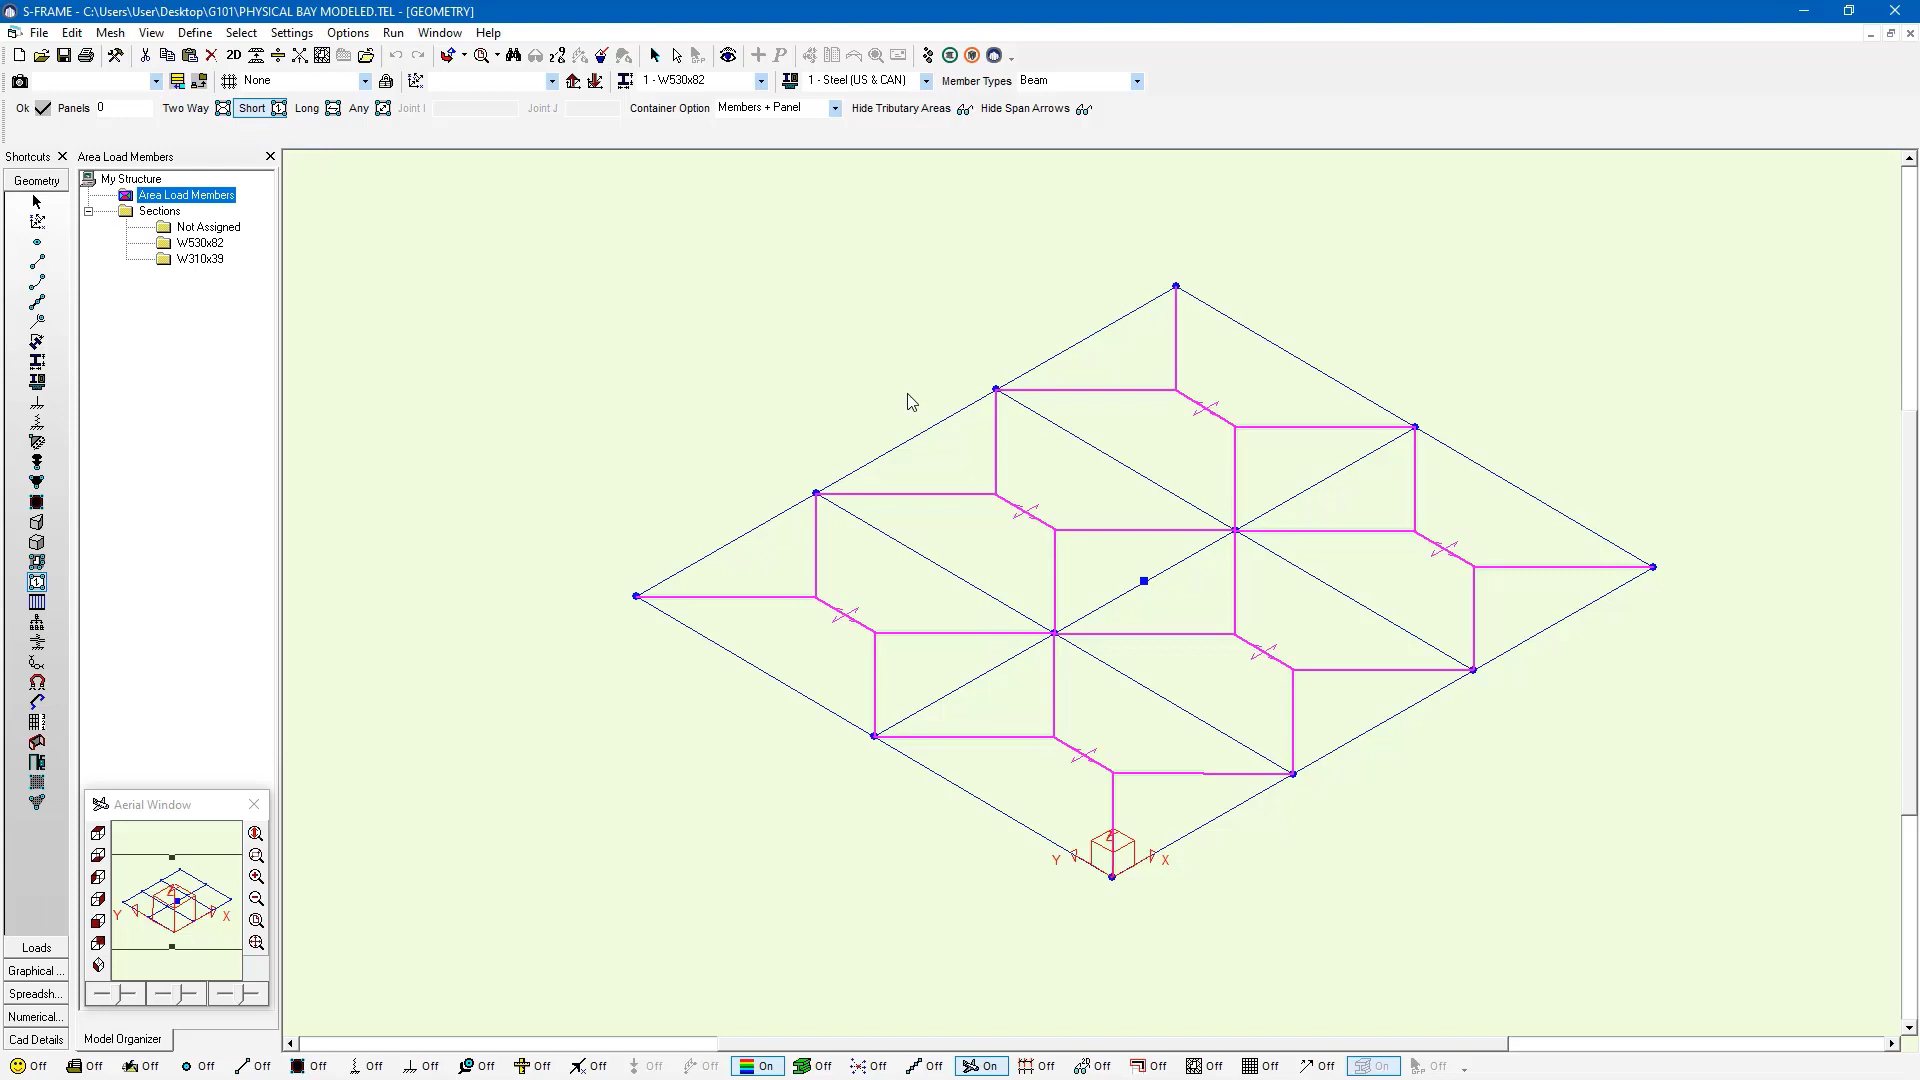 S-FRAME - C:\Users\User\Desktop\G101\PHYSICAL BAY MODELED.TEL - [GEOMETRY]
File Edit Mesh View Define Select Settings Options Run Window Help
2D
None 1 - W530x82 1 - Steel (US & CAN) Member Types Beam
Ok Panels 0 Two Way Short Long Any Joint I Joint J Container Option Members + Panel Hide Tributary Areas Hide Span Arrows
Shortcuts Area Load Members
Geometry
My Structure
Area Load Members
Sections
Not Assigned
W530x82
W310x39
Aerial Window
Z
Y X
Z
Y X
Loads
Graphical ...
Spreadsh...
Numerical...
Cad Details
Model Organizer
Off Off Off Off Off Off Off Off Off Off Off Off Off On Off Off Off On Off Off Off Off Off Off On Off